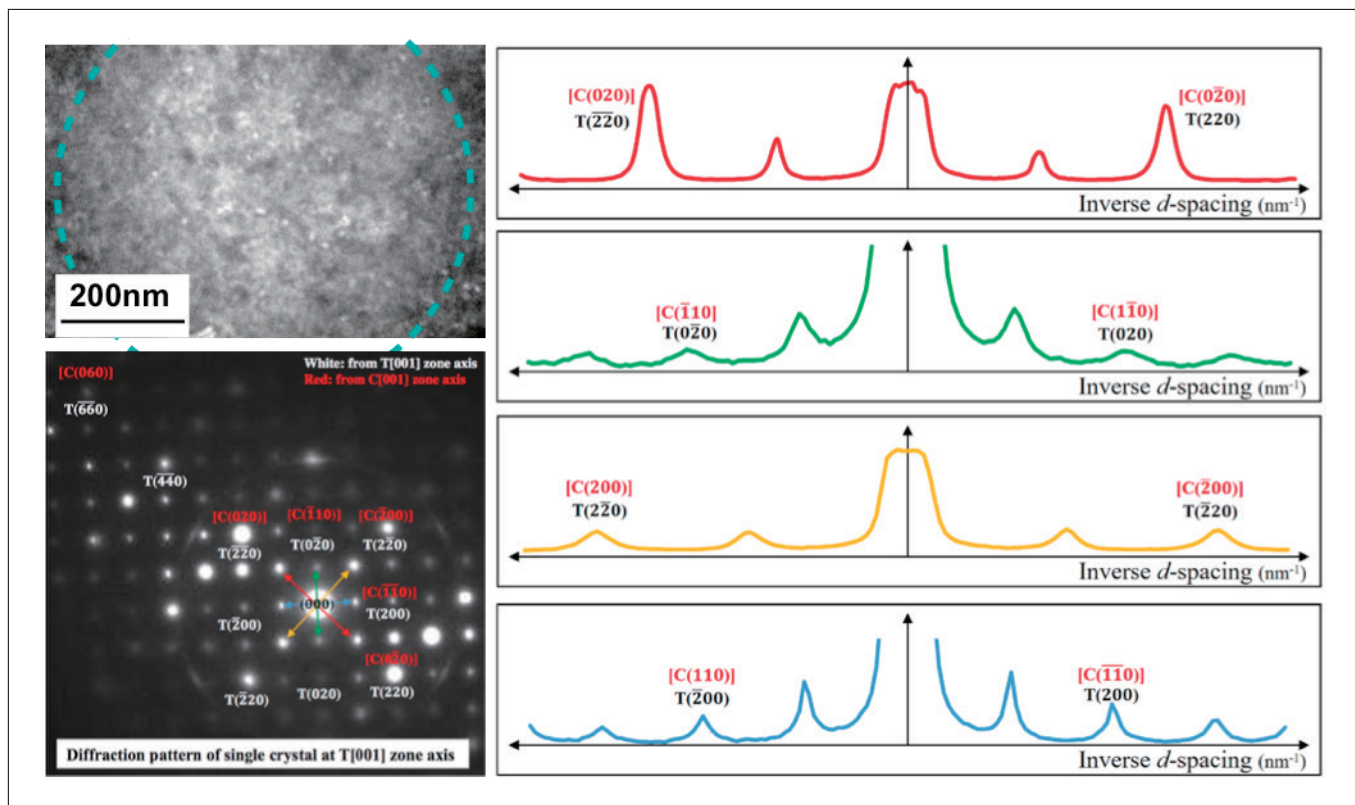 200nm
White: from T[001] zone axis
Red: from C[001] zone axis
[C(060)]
T(6̅6̅0)
T(4̅4̅0)
[C(020)]
T(2̅2̅0)
[C(1̅10)]
T(02̅0)
[C(2̅00)]
T(22̅0)
T(2̅00)
(000)
[C(1̅1̅0)]
T(200)
T(2̅20)
T(020)
[C(02̅0)]
T(220)
Diffraction pattern of single crystal at T[001] zone axis
[C(020)]
T(2̅2̅0)
[C(02̅0)]
T(220)
Inverse d-spacing (nm⁻¹)
[C(1̅10)]
T(02̅0)
[C(11̅0)]
T(020)
Inverse d-spacing (nm⁻¹)
[C(200)]
T(22̅0)
[C(2̅00)]
T(2̅20)
Inverse d-spacing (nm⁻¹)
[C(110)]
T(2̅00)
[C(1̅1̅0)]
T(200)
Inverse d-spacing (nm⁻¹)